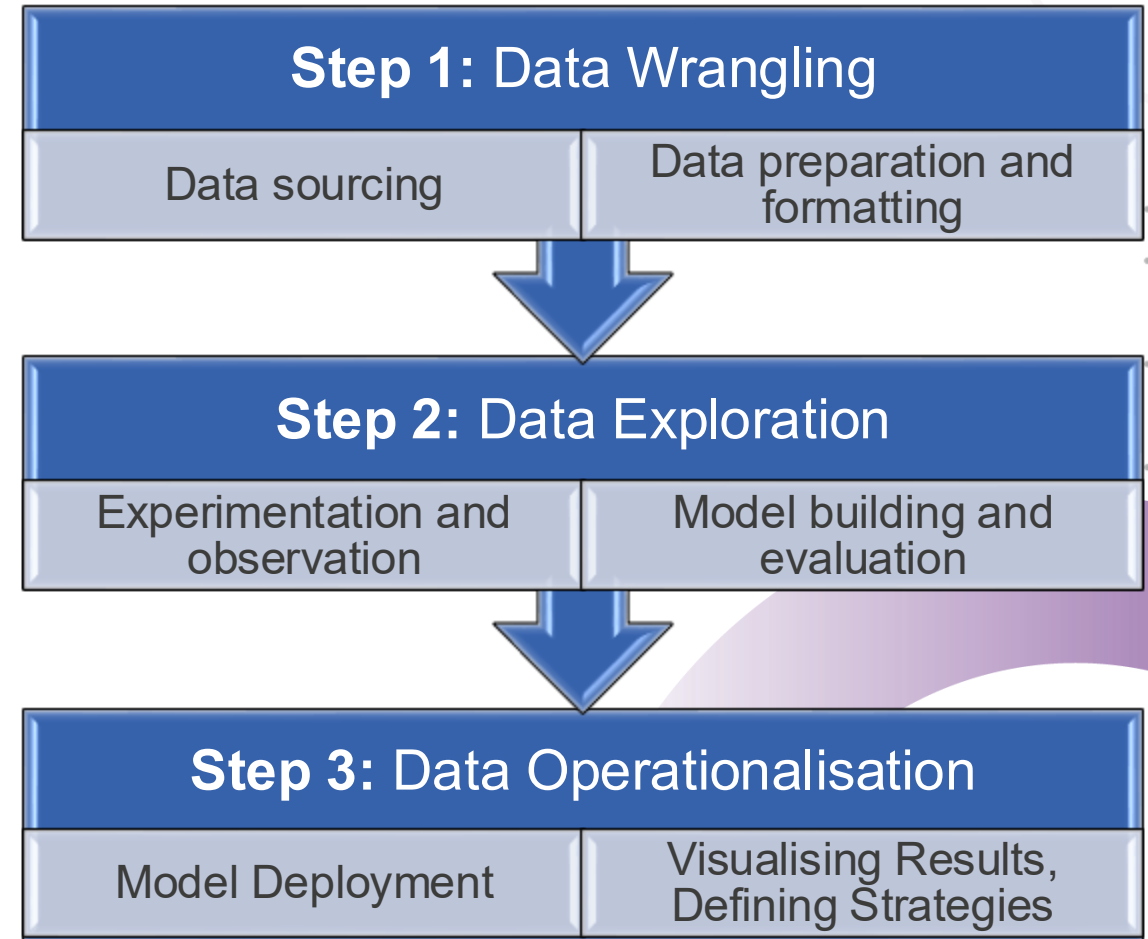 Step 1: Data Wrangling
Data sourcing
Data preparation and
formatting
Step 2: Data Exploration
Experimentation and
observation
Model building and
evaluation
Step 3: Data Operationalisation
Model Deployment
Visualising Results,
Defining Strategies